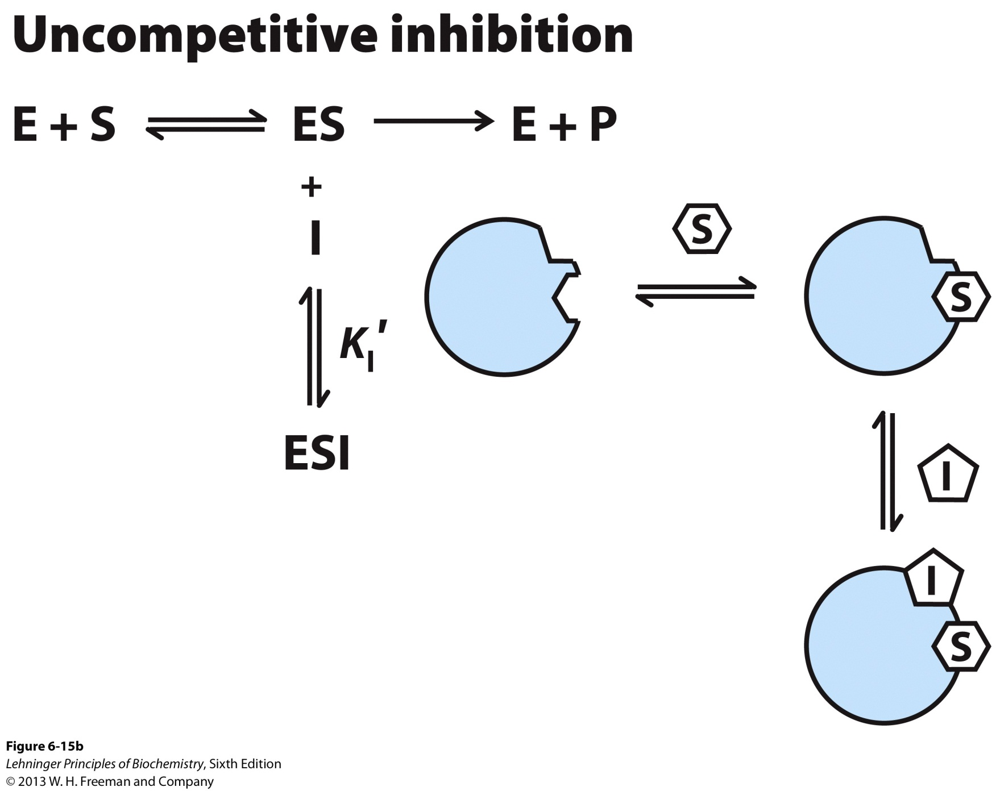 Uncompetitive inhibition
E + S ⇌ ES → E + P
+
I
K_I′
ESI
S
S
I
I
S
Figure 6-15b
Lehninger Principles of Biochemistry, Sixth Edition
© 2013 W. H. Freeman and Company